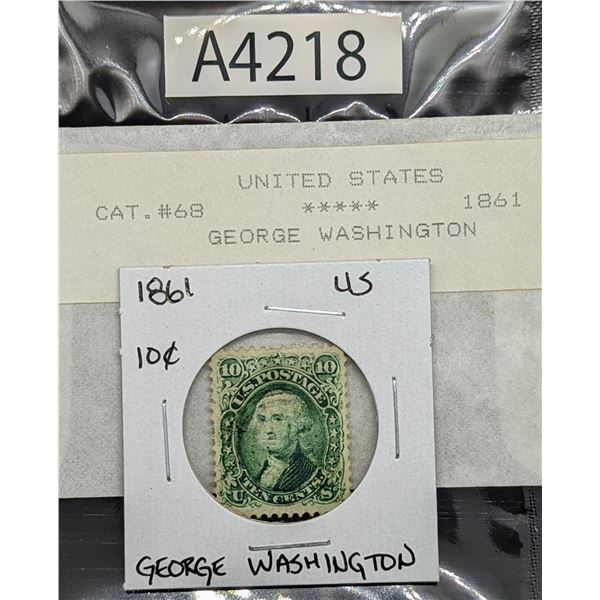 A4218
UNITED STATES
CAT. #68 ***** 1861
GEORGE WASHINGTON
1861 US
10¢
10 10
U.S. POSTAGE
TEN CENTS.
U S
GEORGE WASHINGTON